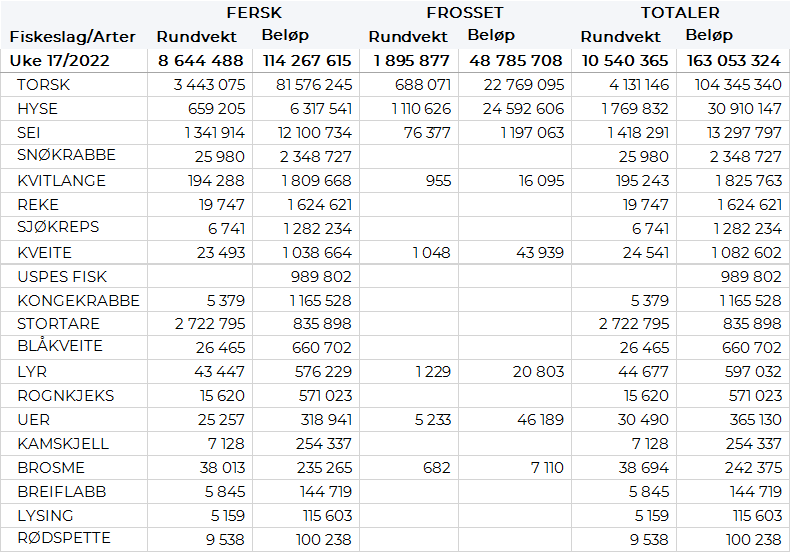 FERSK FROSSET TOTALER
Fiskeslag/Arter Rundvekt Beløp Rundvekt Beløp Rundvekt Beløp
Uke 17/2022 8 644 488 114 267 615 1 895 877 48 785 708 10 540 365 163 053 324
TORSK 3 443 075 81 576 245 688 071 22 769 095 4 131 146 104 345 340
HYSE 659 205 6 317 541 1 110 626 24 592 606 1 769 832 30 910 147
SEI 1 341 914 12 100 734 76 377 1 197 063 1 418 291 13 297 797
SNØKRABBE 25 980 2 348 727 25 980 2 348 727
KVITLANGE 194 288 1 809 668 955 16 095 195 243 1 825 763
REKE 19 747 1 624 621 19 747 1 624 621
SJØKREPS 6 741 1 282 234 6 741 1 282 234
KVEITE 23 493 1 038 664 1 048 43 939 24 541 1 082 602
USPES FISK 989 802 989 802
KONGEKRABBE 5 379 1 165 528 5 379 1 165 528
STORTARE 2 722 795 835 898 2 722 795 835 898
BLÅKVEITE 26 465 660 702 26 465 660 702
LYR 43 447 576 229 1 229 20 803 44 677 597 032
ROGNKJEKS 15 620 571 023 15 620 571 023
UER 25 257 318 941 5 233 46 189 30 490 365 130
KAMSKJELL 7 128 254 337 7 128 254 337
BROSME 38 013 235 265 682 7 110 38 694 242 375
BREIFLABB 5 845 144 719 5 845 144 719
LYSING 5 159 115 603 5 159 115 603
RØDSPETTE 9 538 100 238 9 538 100 238